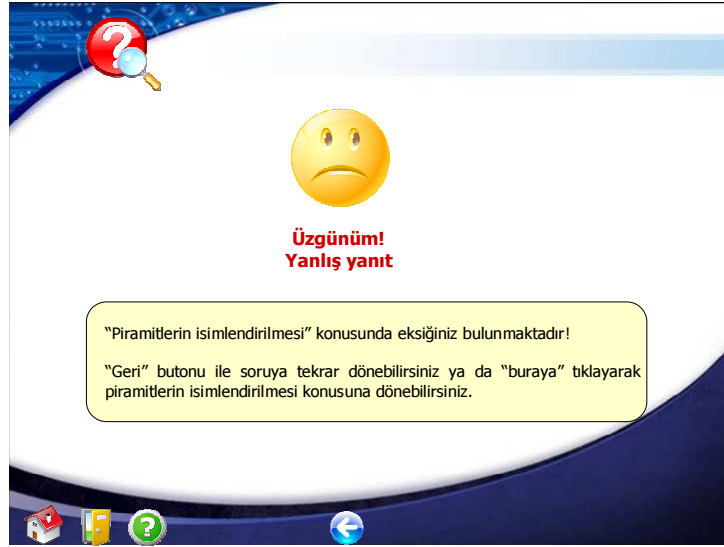 Üzgünüm!
Yanlış yanıt
“Piramitlerin isimlendirilmesi” konusunda eksiğiniz bulunmaktadır!
“Geri” butonu ile soruya tekrar dönebilirsiniz ya da “buraya” tıklayarak
piramitlerin isimlendirilmesi konusuna dönebilirsiniz.